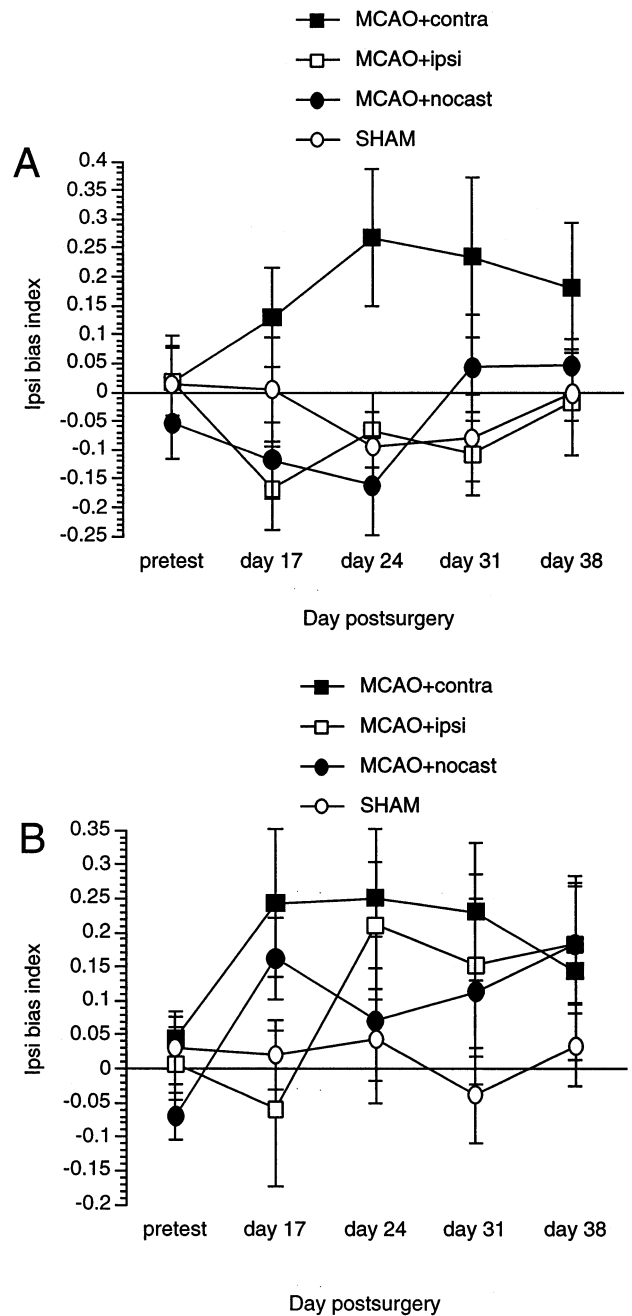 MCAO+contra
MCAO+ipsi
MCAO+nocast
SHAM
A
0.4
0.35
0.3
0.25
0.2
0.15
0.1
0.05
0
-0.05
-0.1
-0.15
-0.2
-0.25
Ipsi bias index
pretest day 17 day 24 day 31 day 38
Day postsurgery
MCAO+contra
MCAO+ipsi
MCAO+nocast
SHAM
B
0.35
0.3
0.25
0.2
0.15
0.1
0.05
0
-0.05
-0.1
-0.15
-0.2
Ipsi bias index
pretest day 17 day 24 day 31 day 38
Day postsurgery